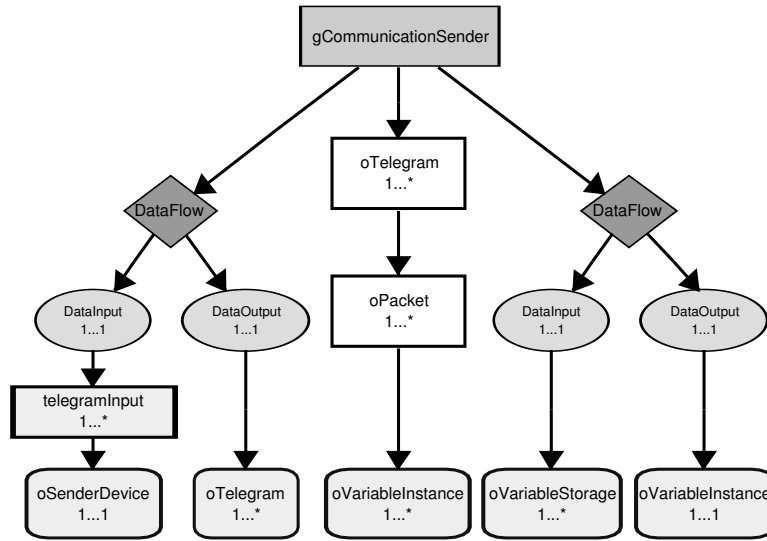 gCommunicationSender
oTelegram
1...*
DataFlow
DataFlow
oPacket
1...*
DataInput
1...1
DataOutput
1...1
DataInput
1...1
DataOutput
1...1
telegramInput
1...*
oSenderDevice
1...1
oTelegram
1...*
oVariableInstance
1...*
oVariableStorage
1...*
oVariableInstance
1...1